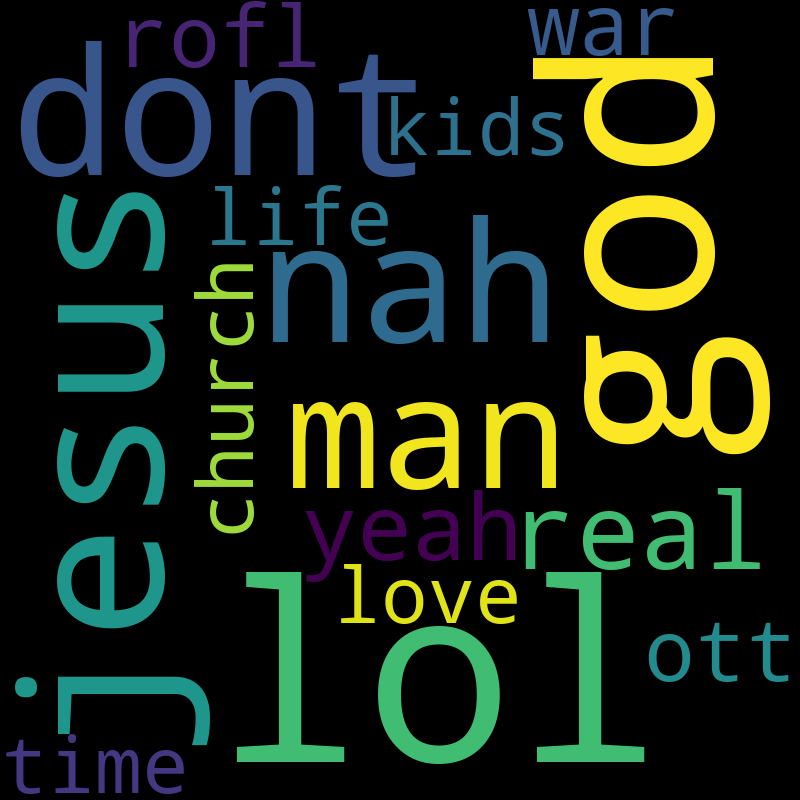 rofl
war
dont
god
kids
life
jesus
nah
church
man
yeah
real
love
lol
ott
time